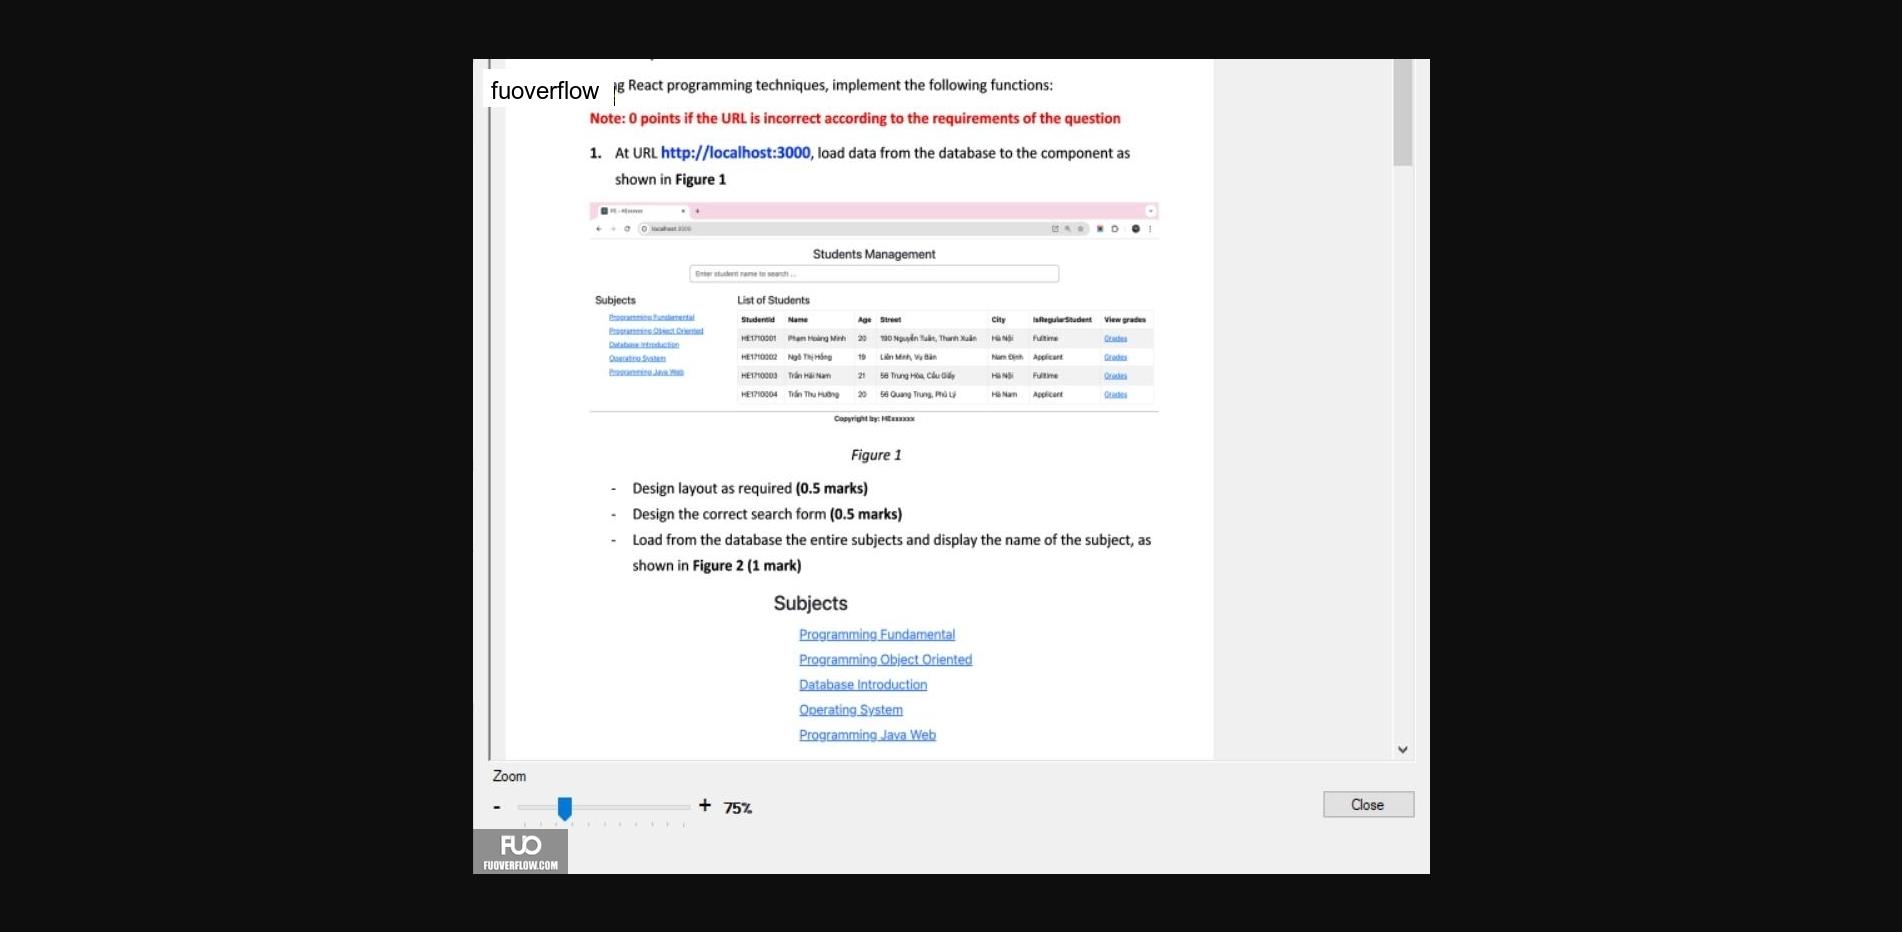 fuoverflow
g React programming techniques, implement the following functions:
Note: 0 points if the URL is incorrect according to the requirements of the question
1. At URL http://localhost:3000, load data from the database to the component as
shown in Figure 1
localhost:3000
Students Management
Enter student name to search ...
Subjects
Programming Fundamental
Programming Object Oriented
Database Introduction
Operating System
Programming Java Web
List of Students
StudentId Name Age Street City IsRegularStudent View grades
HE1710001 Phạm Hoàng Minh 20 190 Nguyễn Tuân, Thanh Xuân Hà Nội Fulltime Grades
HE1710002 Ngô Thị Hồng 19 Liên Minh, Vụ Bản Nam Định Applicant Grades
HE1710003 Trần Hải Nam 21 56 Trung Hòa, Cầu Giấy Hà Nội Fulltime Grades
HE1710004 Trần Thu Hường 20 56 Quang Trung, Phủ Lý Hà Nam Applicant Grades
Copyright by: HExxxxxx
Figure 1
- Design layout as required (0.5 marks)
- Design the correct search form (0.5 marks)
- Load from the database the entire subjects and display the name of the subject, as
shown in Figure 2 (1 mark)
Subjects
Programming Fundamental
Programming Object Oriented
Database Introduction
Operating System
Programming Java Web
Zoom
- + 75%
Close
FUO
FUOVERFLOW.COM